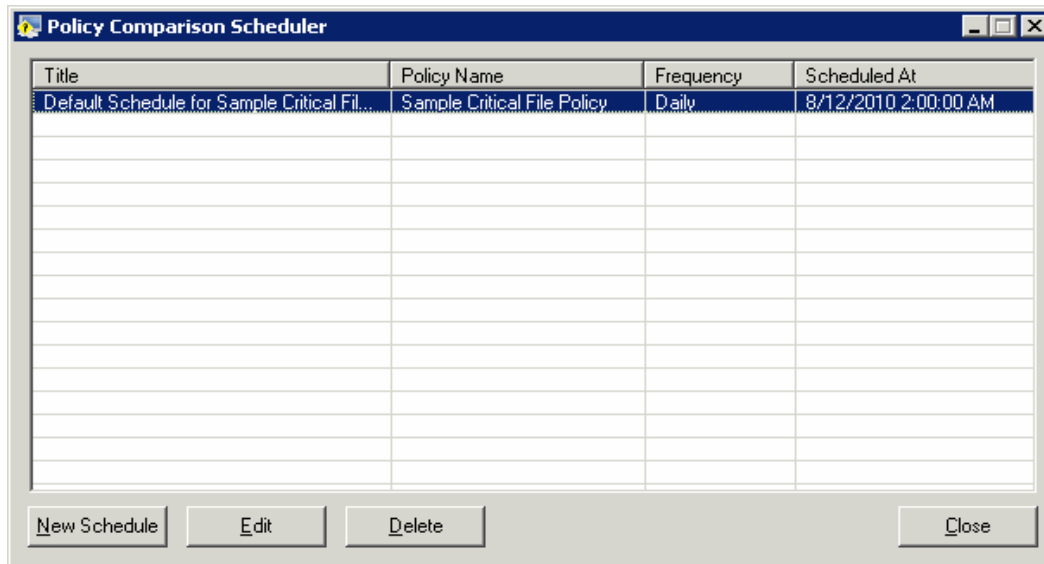 Policy Comparison Scheduler
Title Policy Name Frequency Scheduled At
Default Schedule for Sample Critical Fil... Sample Critical File Policy Daily 8/12/2010 2:00:00 AM
New Schedule Edit Delete Close